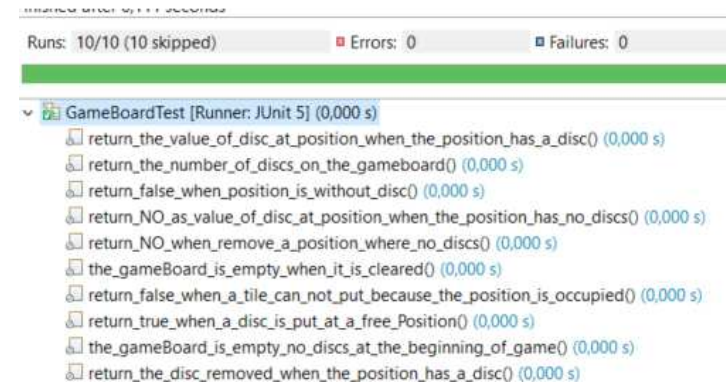 Runs: 10/10 (10 skipped) Errors: 0 Failures: 0
GameBoardTest [Runner: JUnit 5] (0,000 s)
return_the_value_of_disc_at_position_when_the_position_has_a_disc() (0,000 s)
return_the_number_of_discs_on_the_gameboard() (0,000 s)
return_false_when_position_is_without_disc() (0,000 s)
return_NO_as_value_of_disc_at_position_when_the_position_has_no_discs() (0,000 s)
return_NO_when_remove_a_position_where_no_discs() (0,000 s)
the_gameBoard_is_empty_when_it_is_cleared() (0,000 s)
return_false_when_a_tile_can_not_put_because_the_position_is_occupied() (0,000 s)
return_true_when_a_disc_is_put_at_a_free_Position() (0,000 s)
the_gameBoard_is_empty_no_discs_at_the_beginning_of_game() (0,000 s)
return_the_disc_removed_when_the_position_has_a_disc() (0,000 s)